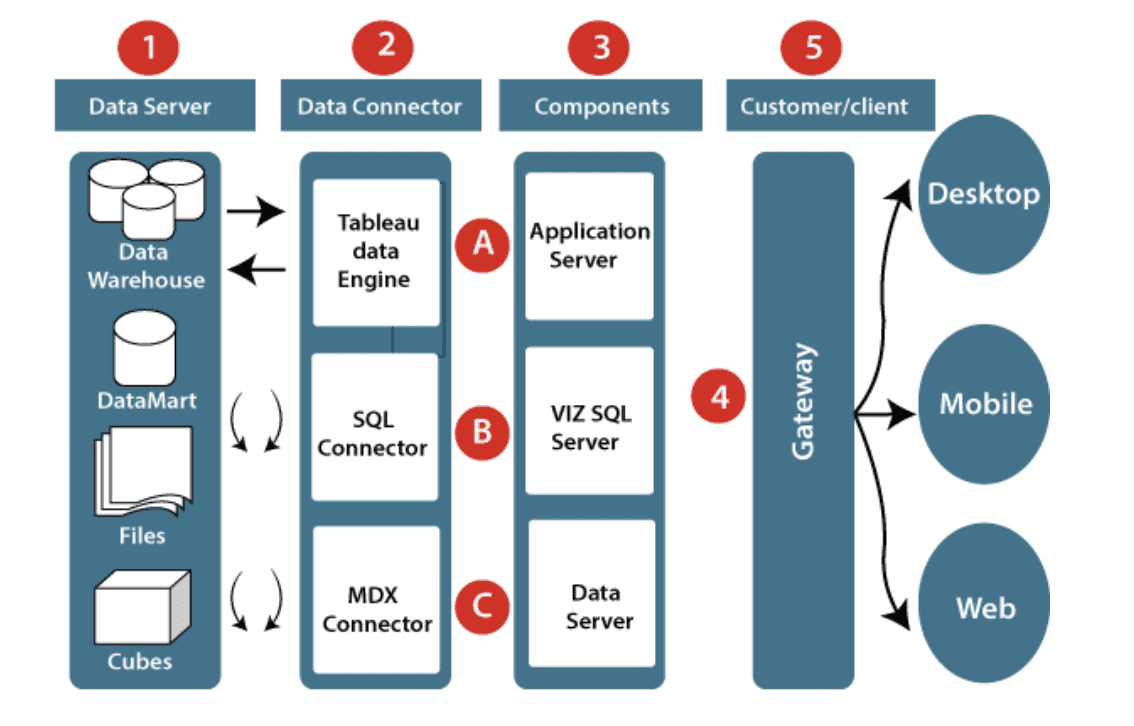 1
2
3
5
Data Server
Data Connector
Components
Customer/client
Data
Warehouse
DataMart
Files
Cubes
Tableau
data
Engine
SQL
Connector
MDX
Connector
A
B
C
Application
Server
VIZ SQL
Server
Data
Server
4
Gateway
Desktop
Mobile
Web